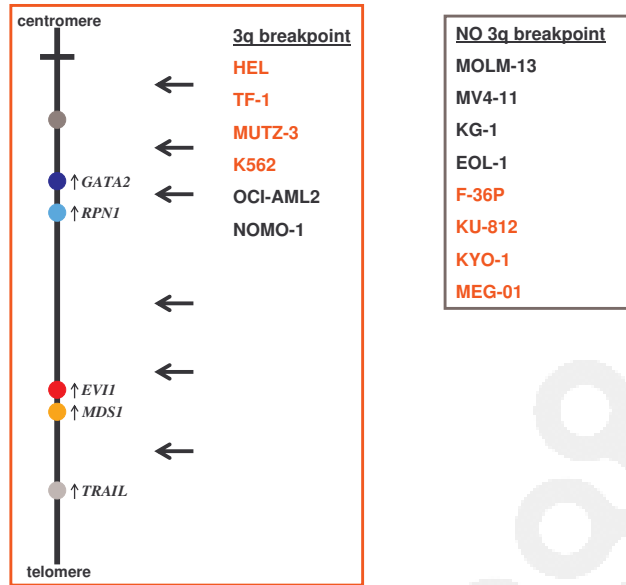 centromere
↑GATA2
↑RPN1
↑EVI1
↑MDS1
↑TRAIL
telomere
3q breakpoint
HEL
TF-1
MUTZ-3
K562
OCI-AML2
NOMO-1
NO 3q breakpoint
MOLM-13
MV4-11
KG-1
EOL-1
F-36P
KU-812
KYO-1
MEG-01